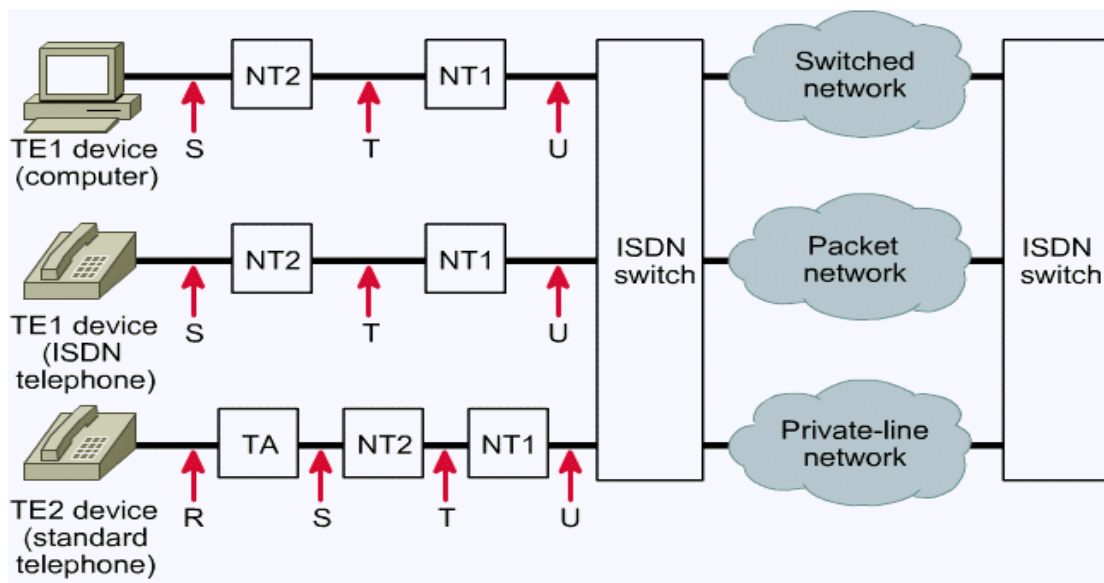 NT2
NT1
Switched
network
TE1 device
(computer)
S
T
U
NT2
NT1
ISDN
switch
Packet
network
ISDN
switch
TE1 device
(ISDN
telephone)
S
T
U
TA
NT2
NT1
Private-line
network
TE2 device
(standard
telephone)
R
S
T
U